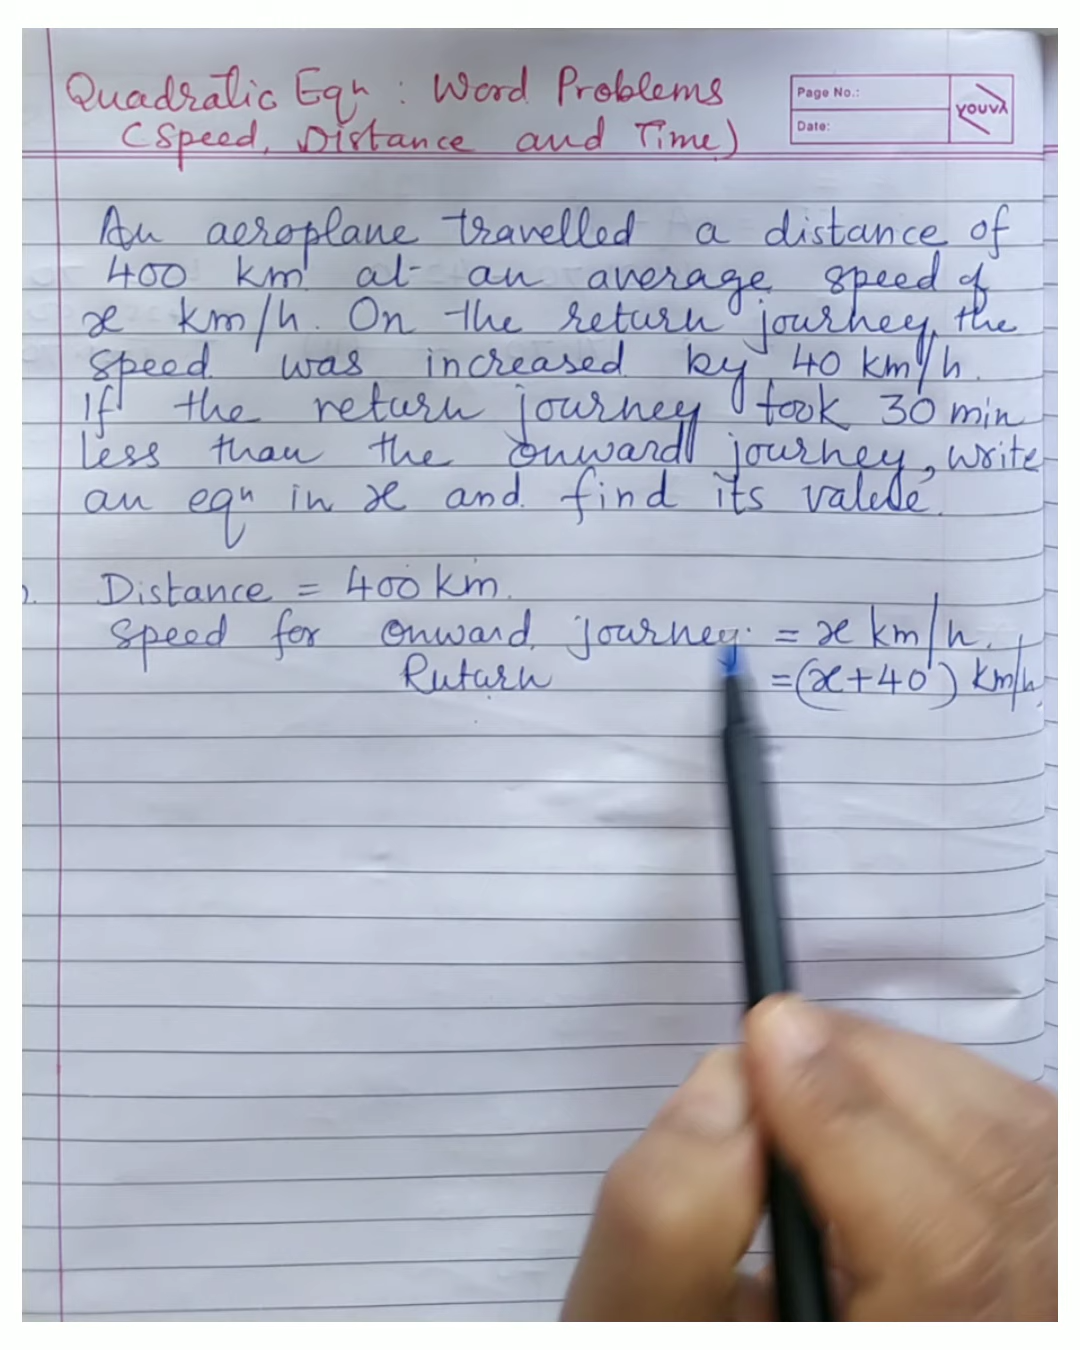 Quadratic Eqn : Word Problems
(Speed, Distance and Time)
Page No.:
Date:
YOUVA
An aeroplane travelled a distance of
400 km at an average speed of
x km/h. On the return journey, the
speed was increased by 40 km/h.
If the return journey took 30 min
less than the onward journey, write
an eqn in x and find its value.
Distance = 400 km.
Speed for onward journey = x km/h.
Ruturn = (x+40) km/h.